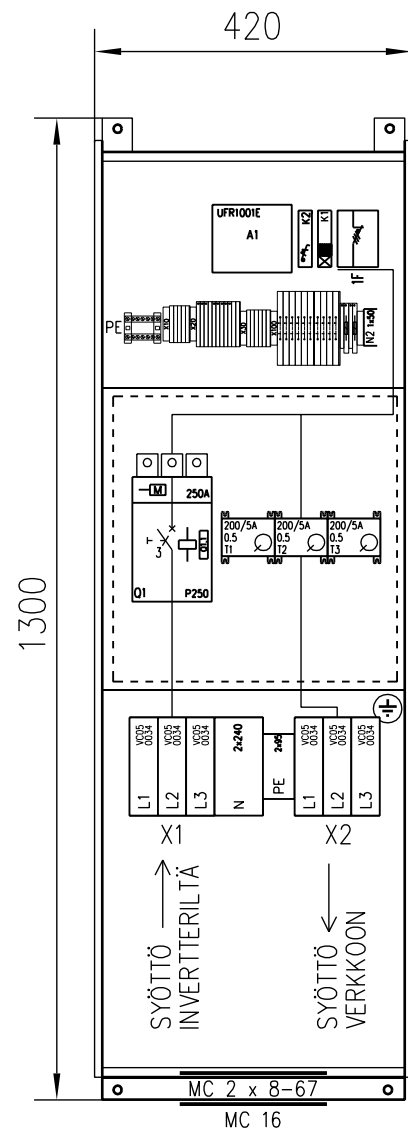 420
1300
UFR1001E
A1
K2
K1
1F
PE
X10
X20
X30
X100
N2 1x50
M
250A
3
Q1.1
Q1
P250
200/5A
0.5
T1
200/5A
0.5
T2
200/5A
0.5
T3
L1 VC05 0034
L2 VC05 0034
L3 VC05 0034
N 2x240
PE 2x95
L1 VC05 0034
L2 VC05 0034
L3 VC05 0034
X1
X2
SYÖTTÖ
INVERTTERILTÄ
SYÖTTÖ
VERKKOON
MC 2 x 8-67
MC 16